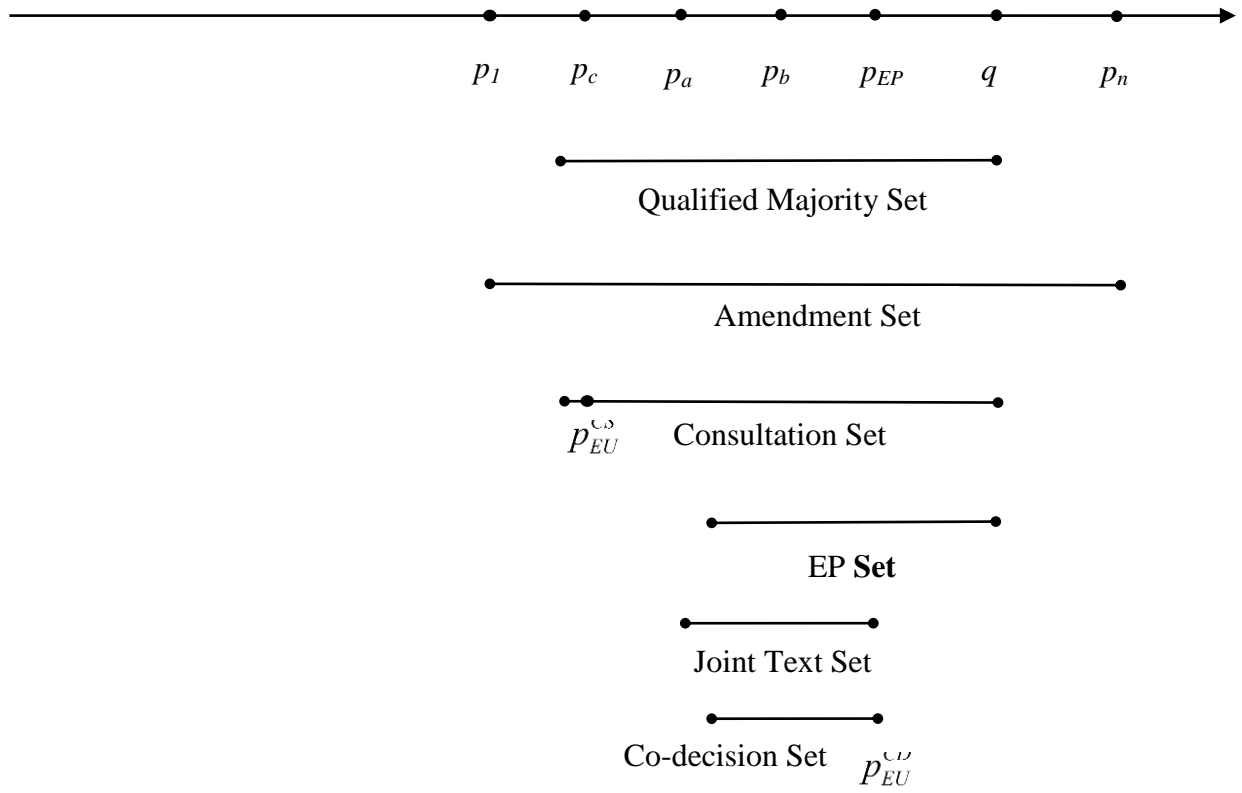 p1 pc pa pb pEP q pn
Qualified Majority Set
Amendment Set
pEU Consultation Set
EP Set
Joint Text Set
Co-decision Set pEU